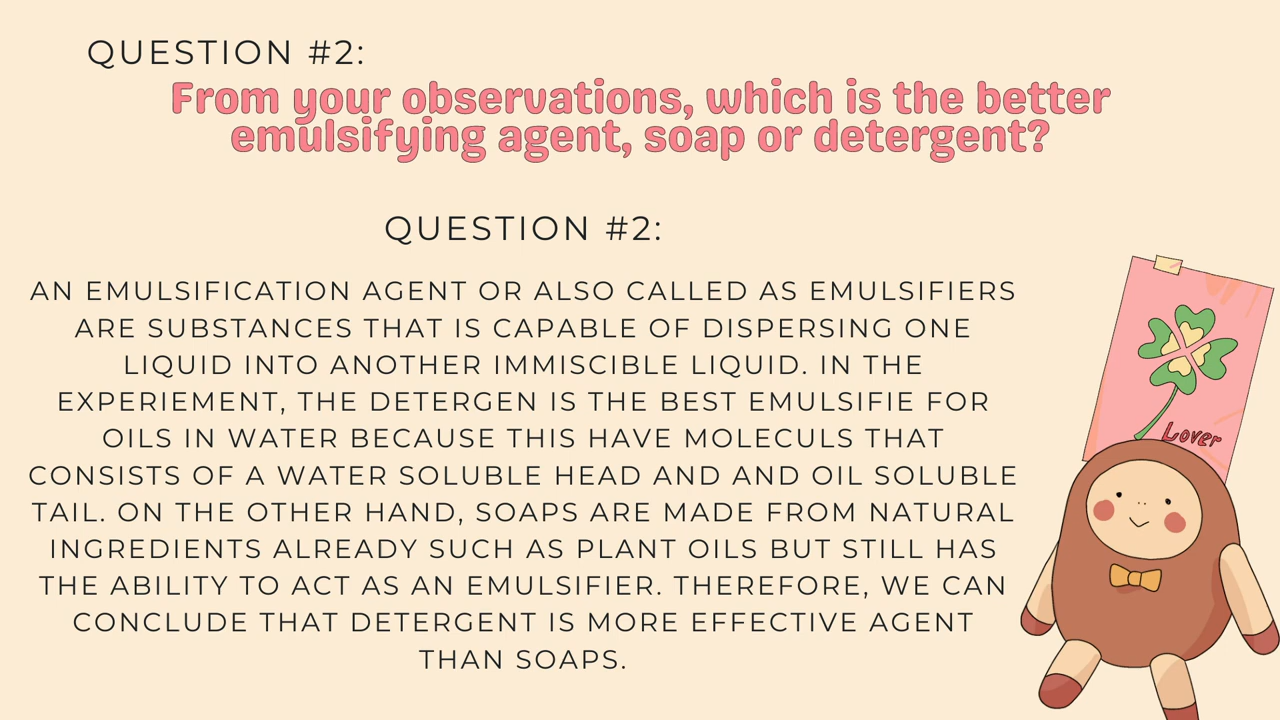 QUESTION #2:
From your observations, which is the better
emulsifying agent, soap or detergent?
QUESTION #2:
AN EMULSIFICATION AGENT OR ALSO CALLED AS EMULSIFIERS
ARE SUBSTANCES THAT IS CAPABLE OF DISPERSING ONE
LIQUID INTO ANOTHER IMMISCIBLE LIQUID. IN THE
EXPERIEMENT, THE DETERGEN IS THE BEST EMULSIFIE FOR
OILS IN WATER BECAUSE THIS HAVE MOLECULS THAT
CONSISTS OF A WATER SOLUBLE HEAD AND AND OIL SOLUBLE
TAIL. ON THE OTHER HAND, SOAPS ARE MADE FROM NATURAL
INGREDIENTS ALREADY SUCH AS PLANT OILS BUT STILL HAS
THE ABILITY TO ACT AS AN EMULSIFIER. THEREFORE, WE CAN
CONCLUDE THAT DETERGENT IS MORE EFFECTIVE AGENT
THAN SOAPS.
Lover